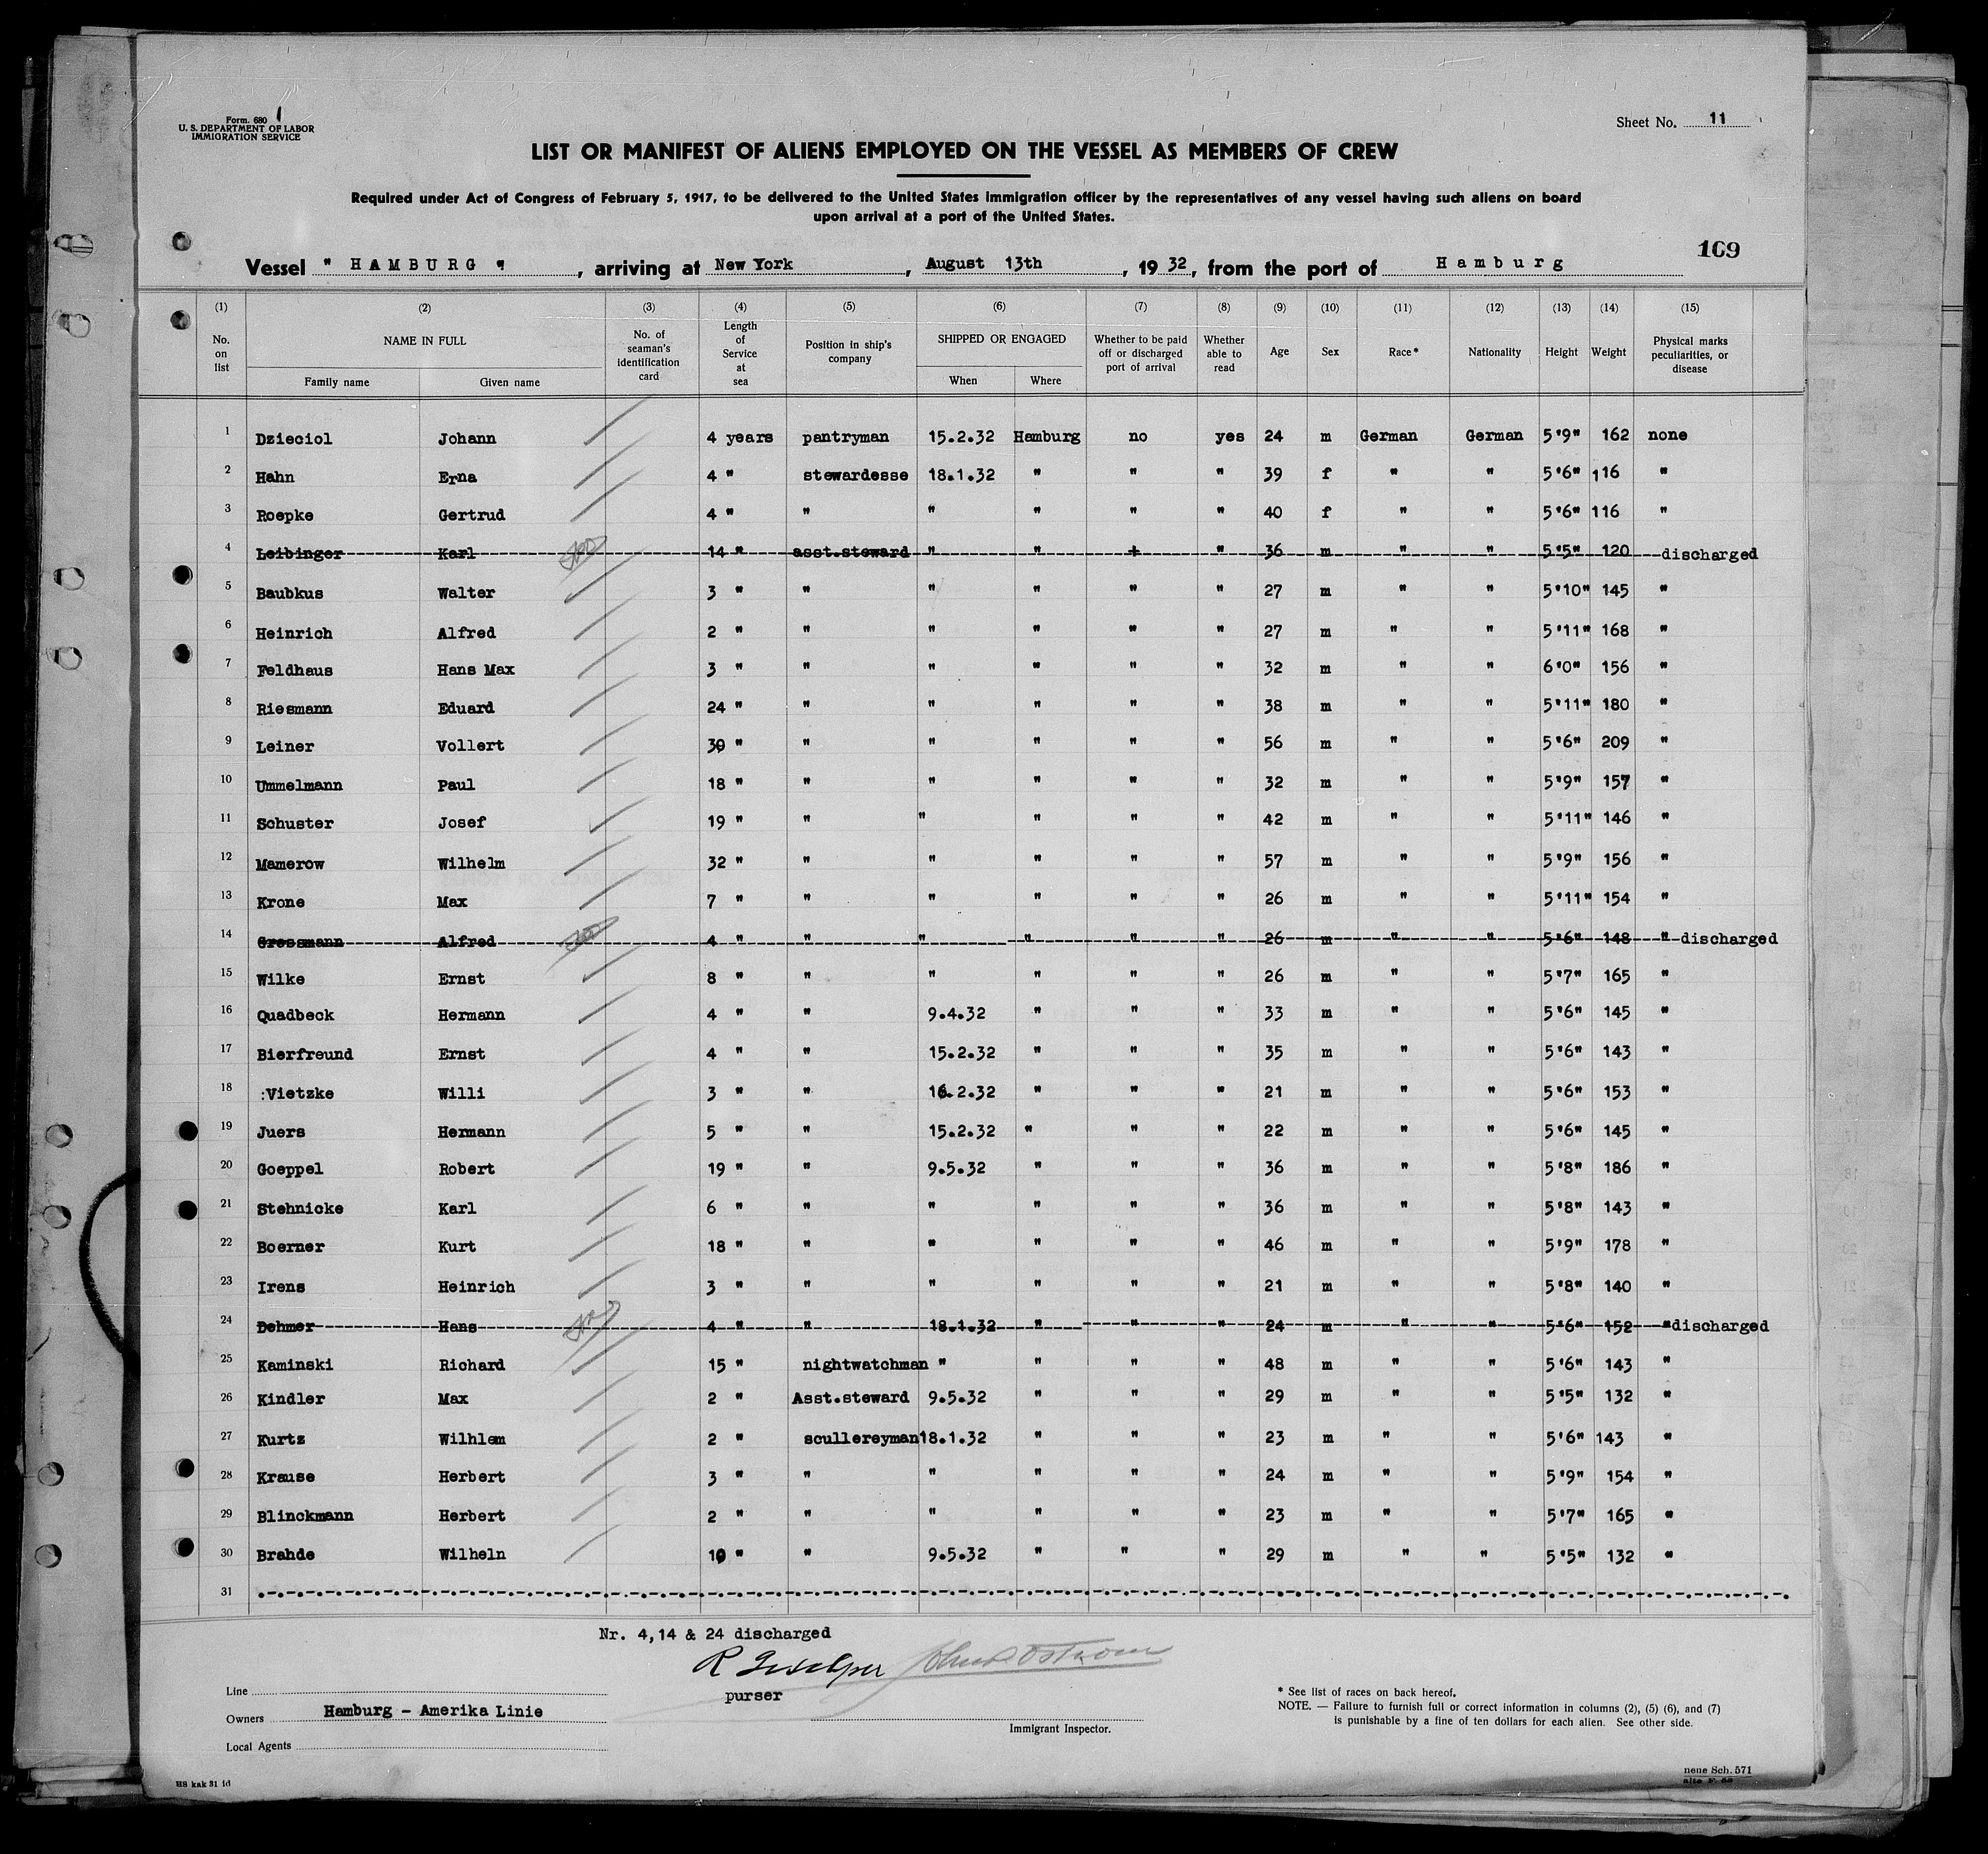 Form. 680 1
U. S. DEPARTMENT OF LABOR
IMMIGRATION SERVICE
Sheet No. 11
LIST OR MANIFEST OF ALIENS EMPLOYED ON THE VESSEL AS MEMBERS OF CREW
Required under Act of Congress of February 5, 1917, to be delivered to the United States Immigration officer by the representatives of any vessel having such aliens on board
upon arrival at a port of the United States.
169
Vessel " HAMBURG ", arriving at New York, August 13th, 1932, from the port of Hamburg
(1) (2) (3) (4) (5) (6) (7) (8) (9) (10) (11) (12) (13) (14) (15)
No. on list NAME IN FULL Family name Given name No. of seaman's identification card Length of Service at sea Position in ship's company SHIPPED OR ENGAGED When Where Whether to be paid off or discharged port of arrival Whether able to read Age Sex Race* Nationality Height Weight Physical marks peculiarities, or disease
1 Dzieciol Johann 4 years pantryman 15.2.32 Hamburg no yes 24 m German German 5'9" 162 none
2 Hahn Erna 4 " stewardesse 18.1.32 " " " 39 f " " 5'6" 116 "
3 Roepke Gertrud 4 " " " " " " 40 f " " 5'6" 116 "
4 Leibinger Karl 14 " asst.steward " " + " 36 m " " 5'5" 120 discharged
5 Baubkus Walter 3 " " " " " " 27 m " " 5'10" 145 "
6 Heinrich Alfred 2 " " " " " " 27 m " " 5'11" 168 "
7 Feldhaus Hans Max 3 " " " " " " 32 m " " 6'0" 156 "
8 Riesmann Eduard 24 " " " " " " 38 m " " 5'11" 180 "
9 Leiner Vollert 30 " " " " " " 56 m " " 5'6" 209 "
10 Ummelmann Paul 18 " " " " " " 32 m " " 5'9" 157 "
11 Schuster Josef 19 " " " " " " 42 m " " 5'11" 146 "
12 Mamerow Wilhelm 32 " " " " " " 57 m " " 5'9" 156 "
13 Krone Max 7 " " " " " " 26 m " " 5'11" 154 "
14 Grossmann Alfred 4 " " " " " " 26 m " " 5'6" 148 " discharged
15 Wilke Ernst 8 " " " " " " 26 m " " 5'7" 165 "
16 Quadbeck Hermann 4 " " 9.4.32 " " " 33 m " " 5'6" 145 "
17 Bierfreund Ernst 4 " " 15.2.32 " " " 35 m " " 5'6" 143 "
18 :Vietzke Willi 3 " " 16.2.32 " " " 21 m " " 5'6" 153 "
19 Juers Hermann 5 " " 15.2.32 " " " 22 m " " 5'6" 145 "
20 Goeppel Robert 19 " " 9.5.32 " " " 36 m " " 5'8" 186 "
21 Stehnicke Karl 6 " " " " " " 36 m " " 5'8" 143 "
22 Boerner Kurt 18 " " " " " " 46 m " " 5'9" 178 "
23 Irens Heinrich 3 " " " " " " 21 m " " 5'8" 140 "
24 Dehmer Hans 4 " " 18.1.32 " " " 24 m " " 5'6" 152 "discharged
25 Kaminski Richard 15 " nightwatchman " " " " 48 m " " 5'6" 143 "
26 Kindler Max 2 " Asst.steward 9.5.32 " " " 29 m " " 5'5" 132 "
27 Kurtz Wilhlem 2 " scullereyman 18.1.32 " " " 23 m " " 5'6" 143 "
28 Krause Herbert 3 " " " " " " 24 m " " 5'9" 154 "
29 Blinckmann Herbert 2 " " " " " " 23 m " " 5'7" 165 "
30 Brahde Wilheln 10 " " 9.5.32 " " " 29 m " " 5'5" 132 "
31
Nr. 4,14 & 24 discharged
purser
Line
Owners Hamburg - Amerika Linie
Local Agents
Immigrant Inspector.
* See list of races on back hereof.
NOTE. — Failure to furnish full or correct information in columns (2), (5) (6), and (7)
is punishable by a fine of ten dollars for each alien. See other side.
HS kak 31 1d
neue Sch. 571
alte F. 53